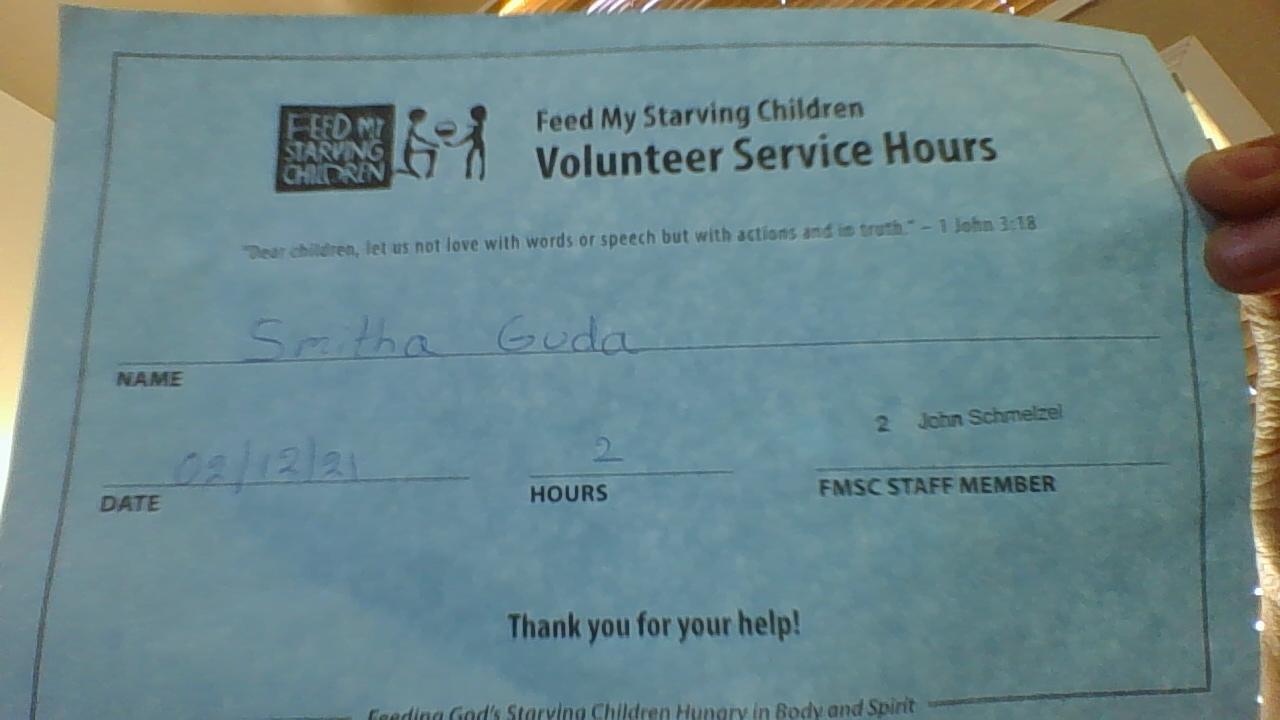 FEED MY
STARVING
CHILDREN
Feed My Starving Children
Volunteer Service Hours
"Dear children, let us not love with words or speech but with actions and in truth." – 1 John 3:18
Smitha Guda
NAME
02/12/21 2 2 John Schmelzel
DATE HOURS FMSC STAFF MEMBER
Thank you for your help!
Feeding God's Starving Children Hungry in Body and Spirit